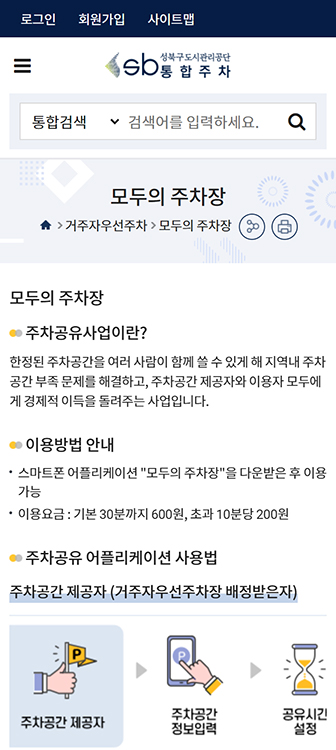 로그인 회원가입 사이트맵
sb 성북구도시관리공단
통합주차
통합검색 검색어를 입력하세요.
모두의 주차장
> 거주자우선주차 > 모두의 주차장
모두의 주차장
주차공유사업이란?
한정된 주차공간을 여러 사람이 함께 쓸 수 있게 해 지역내 주차
공간 부족 문제를 해결하고, 주차공간 제공자와 이용자 모두에
게 경제적 이득을 돌려주는 사업입니다.
이용방법 안내
· 스마트폰 어플리케이션 "모두의 주차장"을 다운받은 후 이용
가능
· 이용요금 : 기본 30분까지 600원, 초과 10분당 200원
주차공유 어플리케이션 사용법
주차공간 제공자 (거주자우선주차장 배정받은자)
P
P
주차공간 제공자
주차공간
정보입력
공유시간
설정